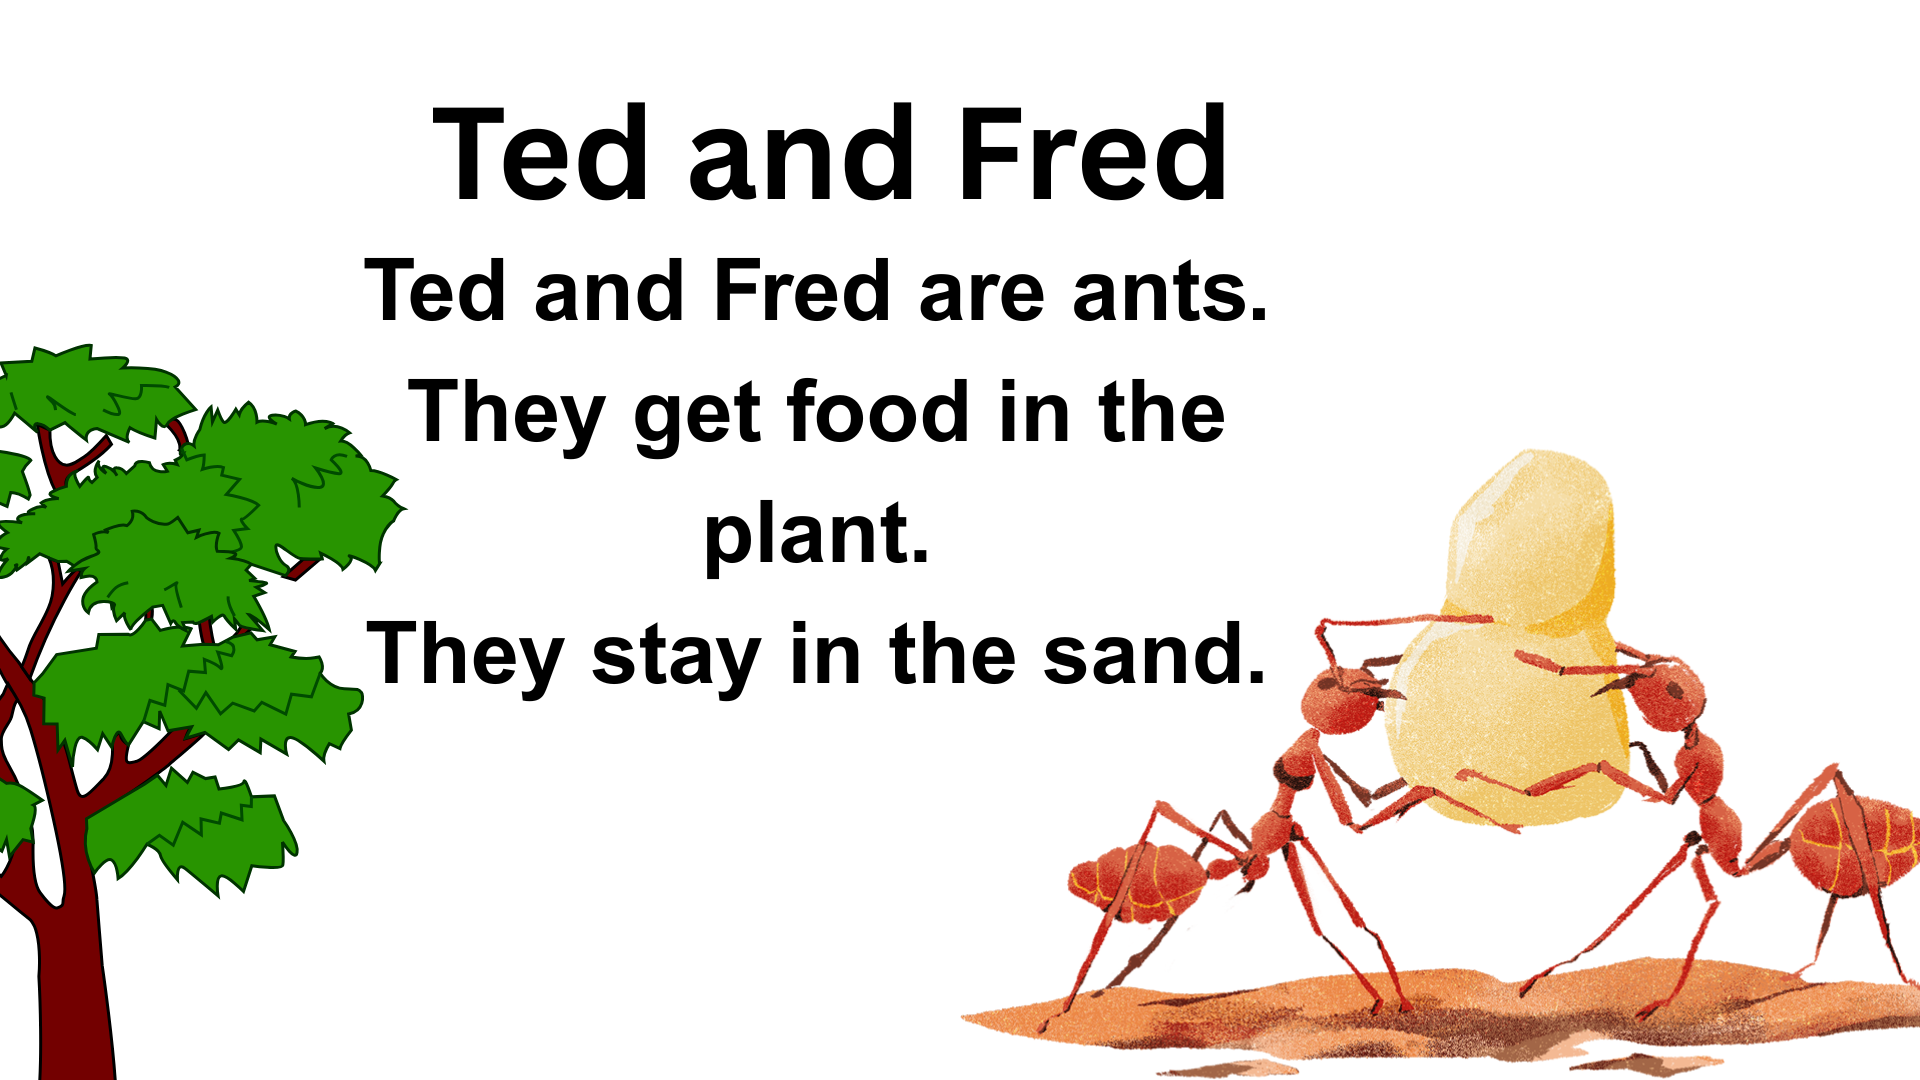 Ted and Fred
Ted and Fred are ants.
They get food in the
plant.
They stay in the sand.